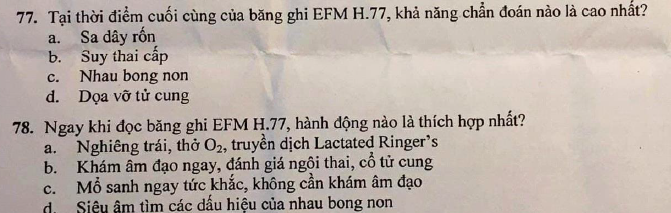 77. Tại thời điểm cuối cùng của băng ghi EFM H.77, khả năng chẩn đoán nào là cao nhất?
a. Sa dây rốn
b. Suy thai cấp
c. Nhau bong non
d. Dọa vỡ tử cung
78. Ngay khi đọc băng ghi EFM H.77, hành động nào là thích hợp nhất?
a. Nghiêng trái, thở O₂, truyền dịch Lactated Ringer's
b. Khám âm đạo ngay, đánh giá ngôi thai, cổ tử cung
c. Mổ sanh ngay tức khắc, không cần khám âm đạo
d. Siêu âm tìm các dấu hiệu của nhau bong non